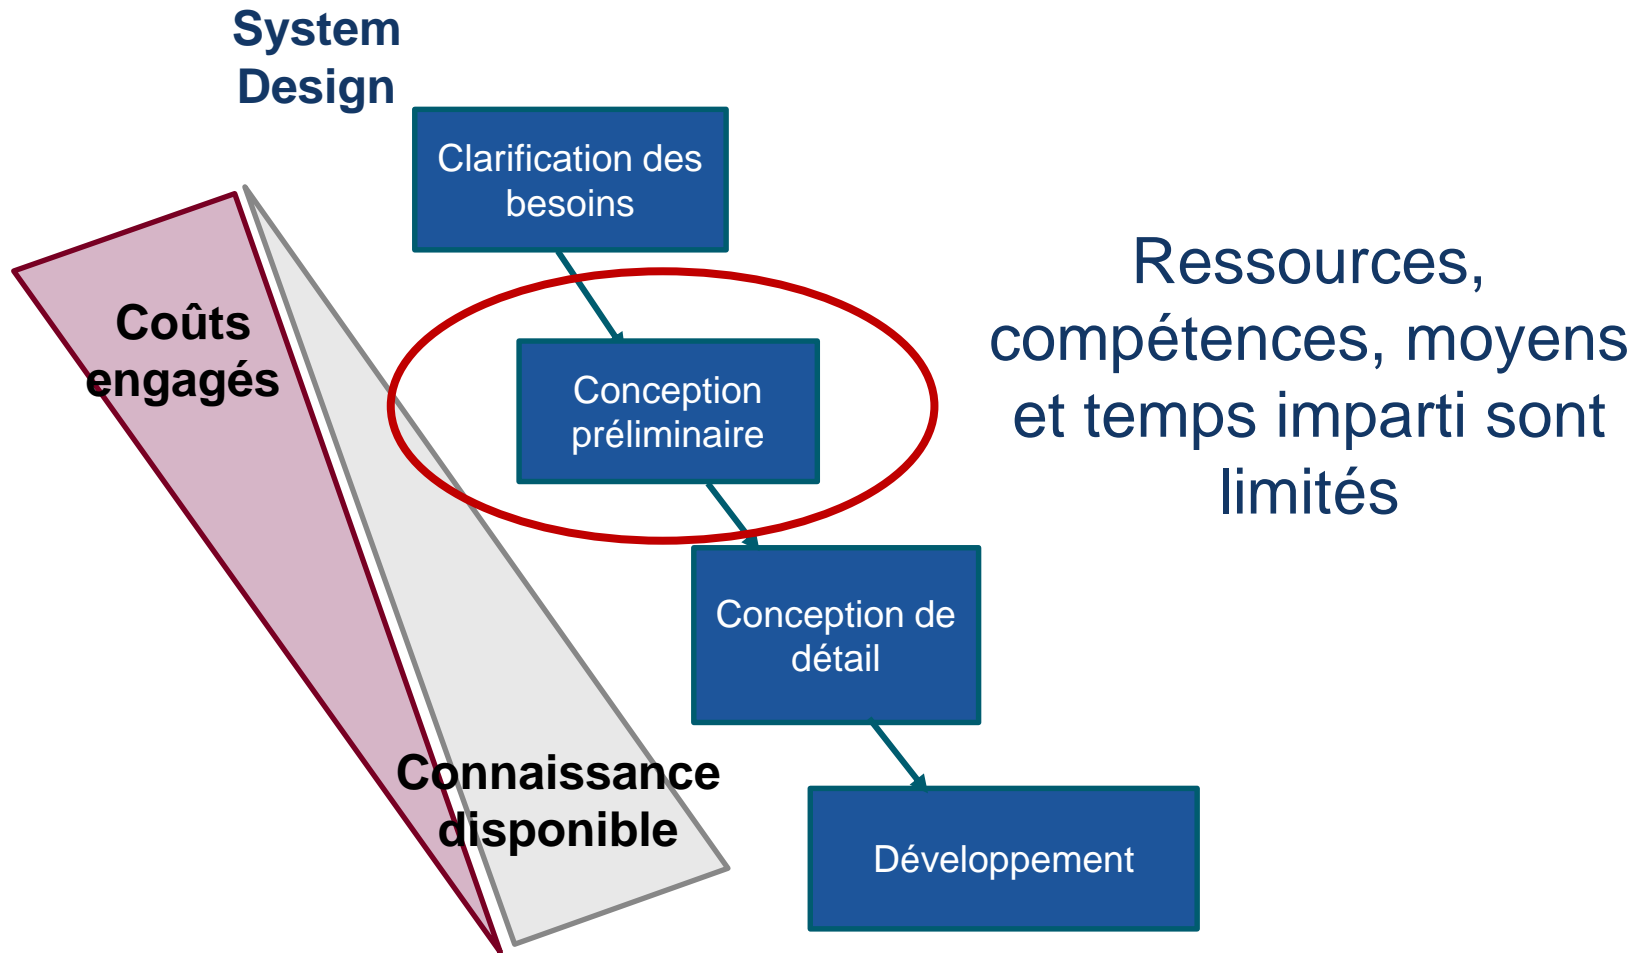 System
Design
Clarification des
besoins
Coûts
engagés
Conception
préliminaire
Ressources,
compétences, moyens
et temps imparti sont
limités
Conception de
détail
Connaissance
disponible
Développement